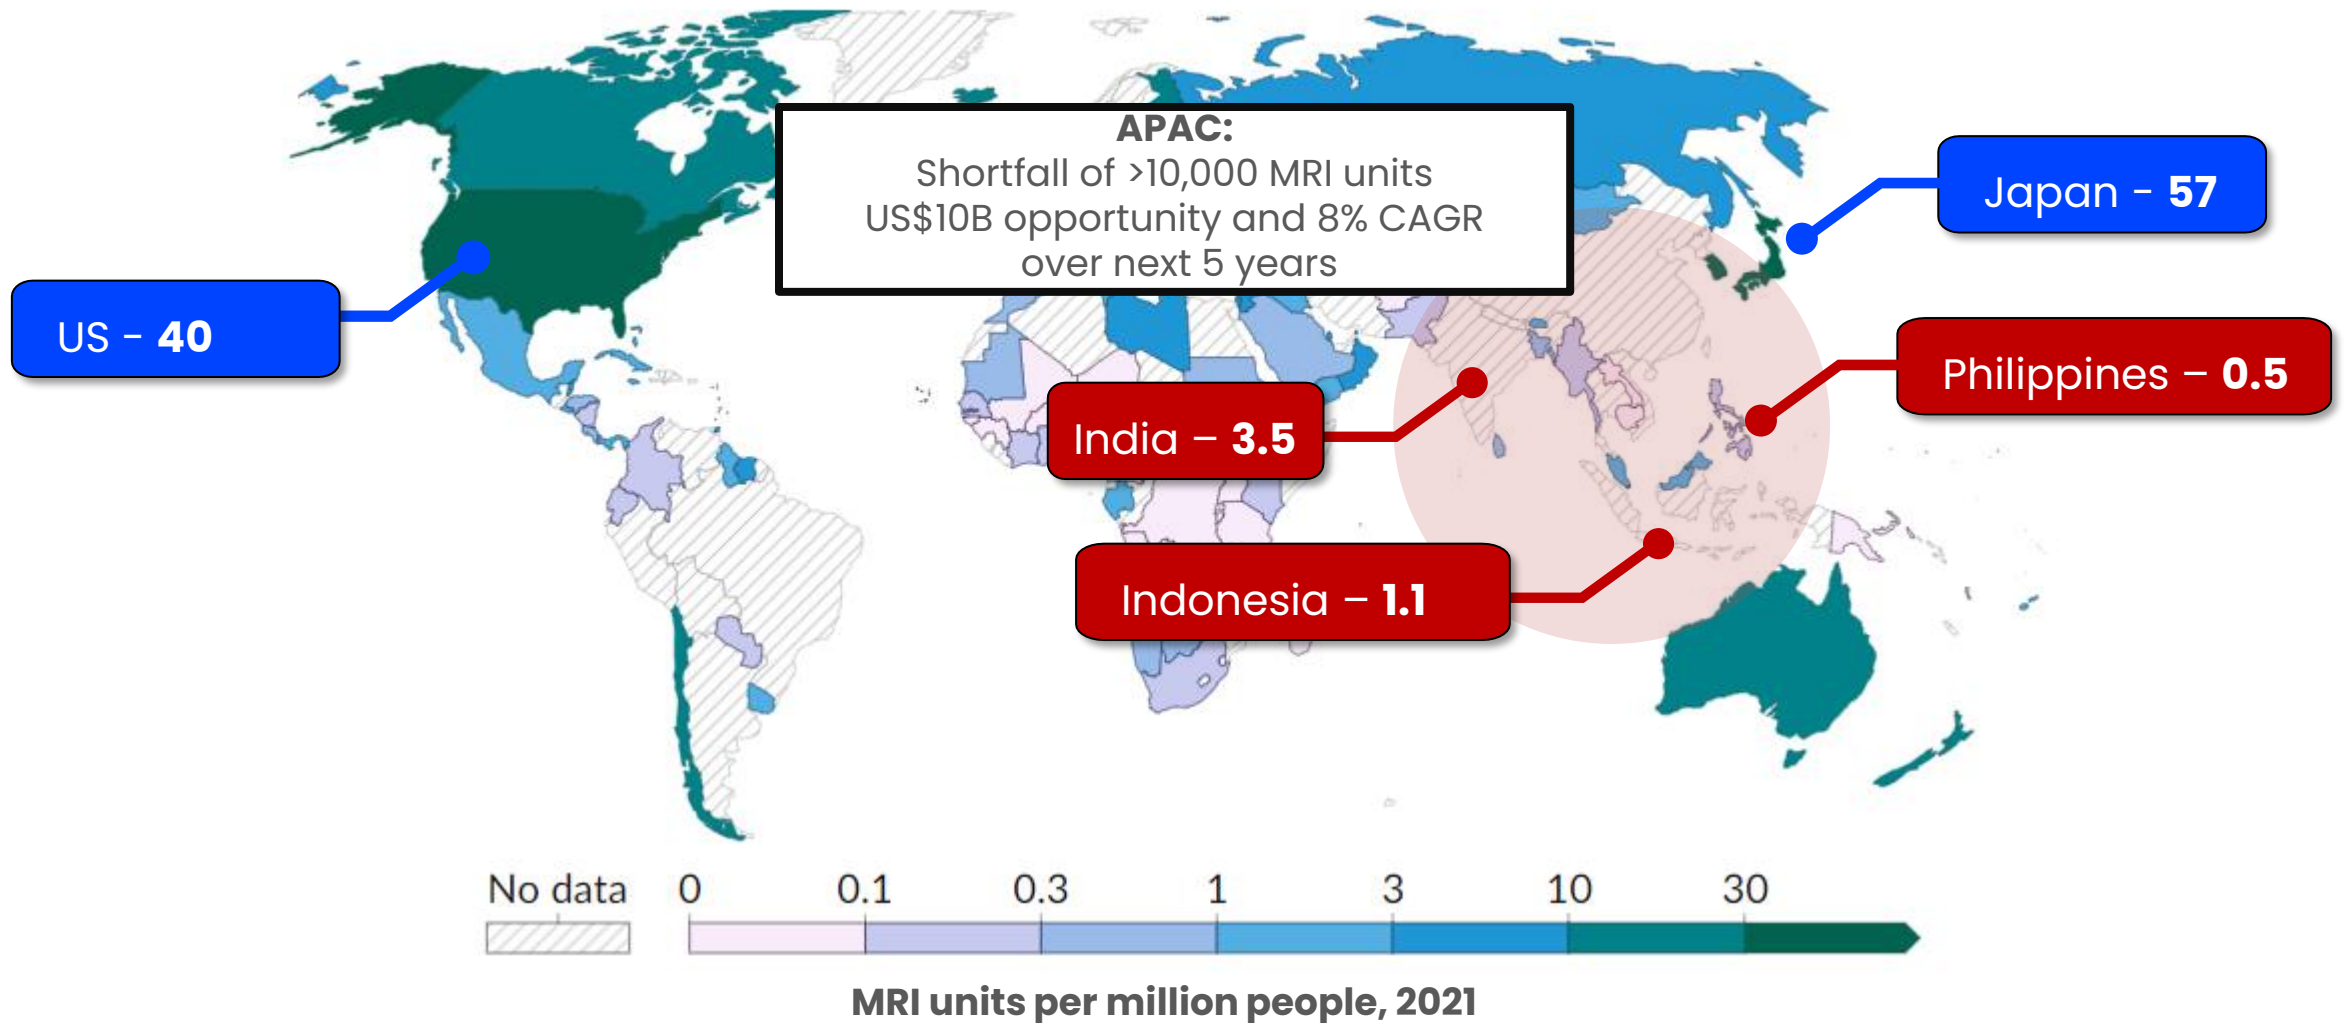 APAC:
Shortfall of >10,000 MRI units
US$10B opportunity and 8% CAGR
over next 5 years
Japan - 57
US - 40
Philippines – 0.5
India – 3.5
Indonesia – 1.1
No data 0 0.1 0.3 1 3 10 30
MRI units per million people, 2021